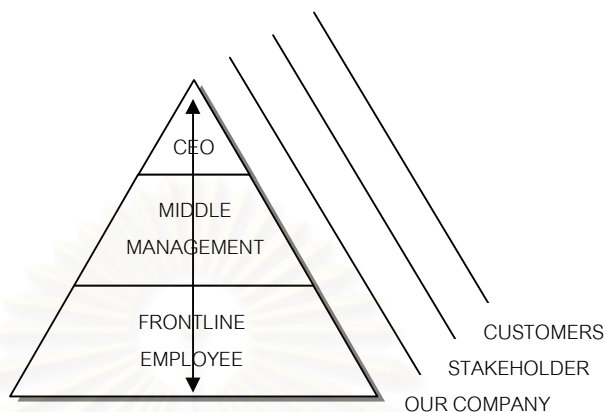 CEO
MIDDLE
MANAGEMENT
FRONTLINE
EMPLOYEE
CUSTOMERS
STAKEHOLDER
OUR COMPANY